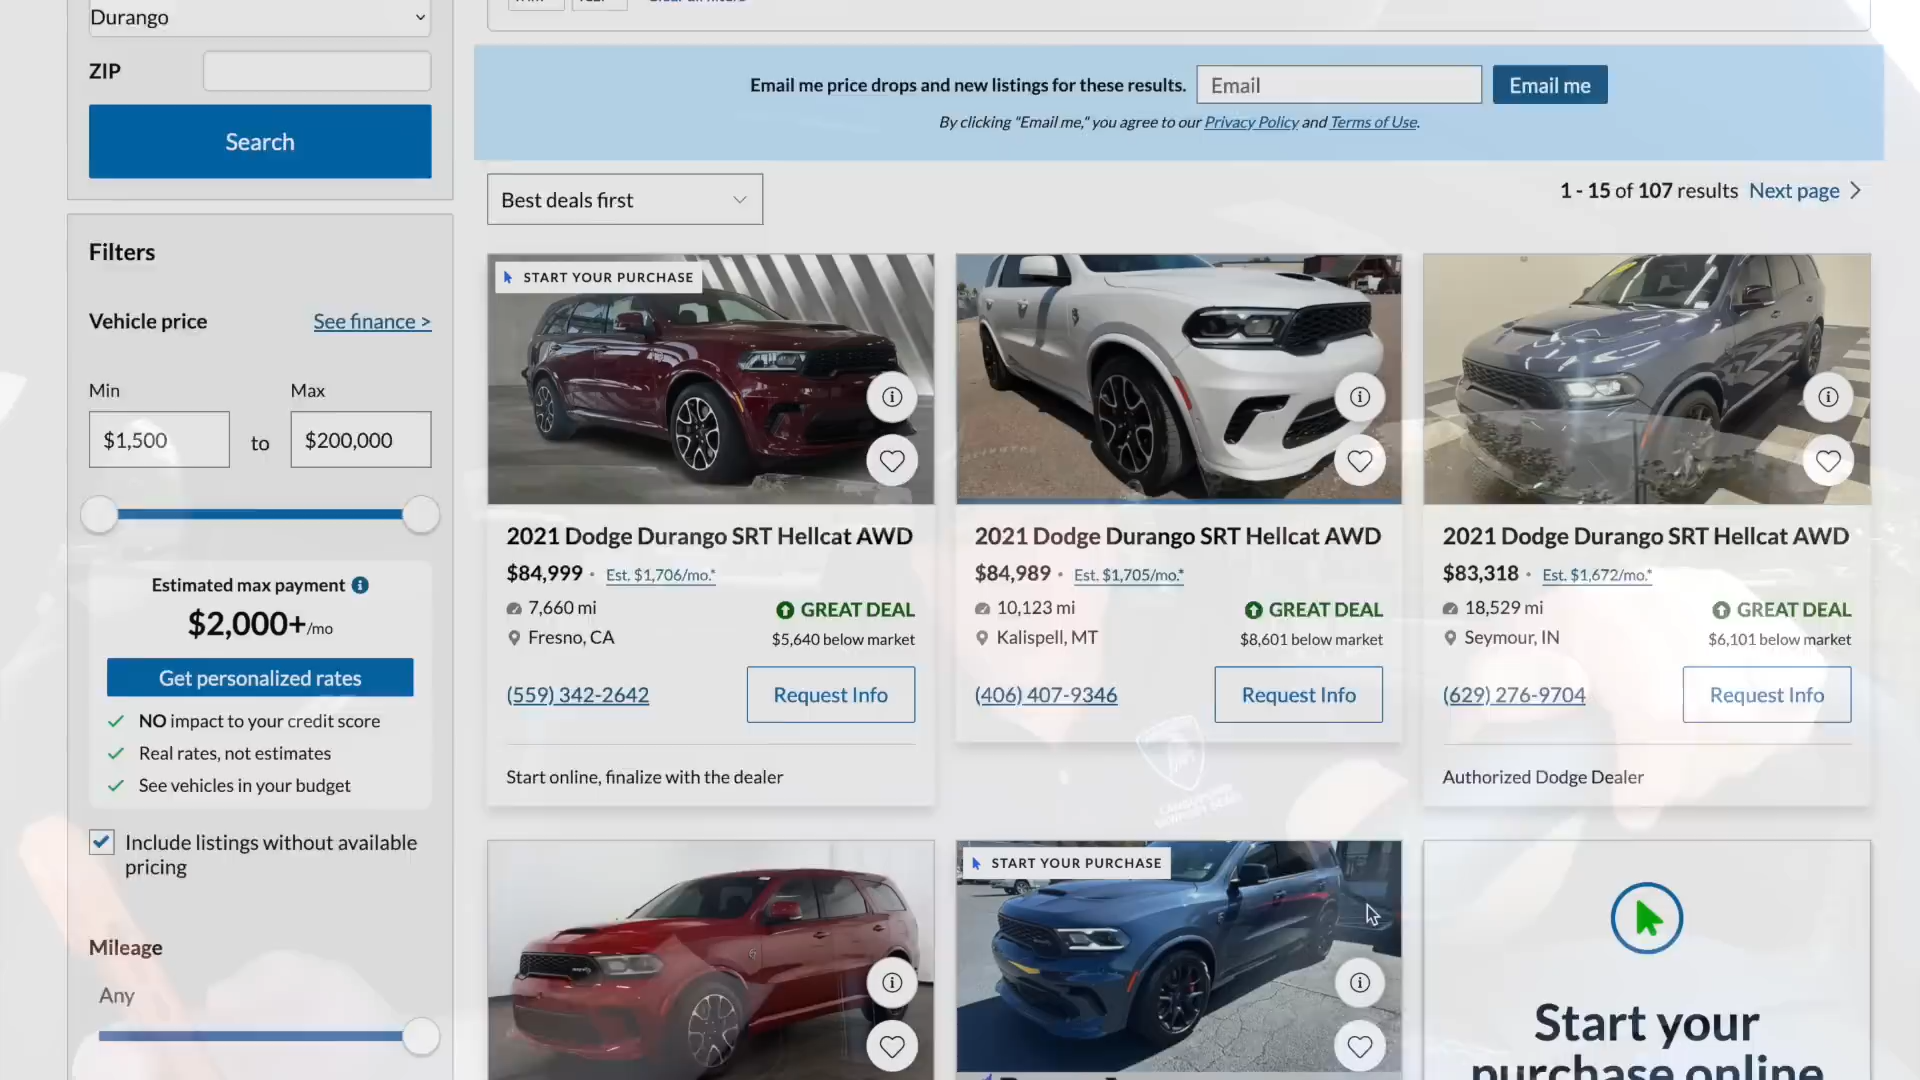 Durango
ZIP
Search
Filters
Vehicle price
See finance >
Min
Max
$1,500
to
$200,000
Estimated max payment
$2,000+/mo
Get personalized rates
NO impact to your credit score
Real rates, not estimates
See vehicles in your budget
Include listings without available
pricing
Mileage
Any
Email me price drops and new listings for these results.
Email
Email me
By clicking "Email me," you agree to our Privacy Policy and Terms of Use.
Best deals first
1 - 15 of 107 results
Next page
START YOUR PURCHASE
2021 Dodge Durango SRT Hellcat AWD
$84,999 · Est. $1,706/mo.*
7,660 mi
GREAT DEAL
Fresno, CA
$5,640 below market
(559) 342-2642
Request Info
Start online, finalize with the dealer
2021 Dodge Durango SRT Hellcat AWD
$84,989 · Est. $1,705/mo.*
10,123 mi
GREAT DEAL
Kalispell, MT
$8,601 below market
(406) 407-9346
Request Info
2021 Dodge Durango SRT Hellcat AWD
$83,318 · Est. $1,672/mo.*
18,529 mi
GREAT DEAL
Seymour, IN
$6,101 below market
(629) 276-9704
Request Info
Authorized Dodge Dealer
START YOUR PURCHASE
Start your
purchase online